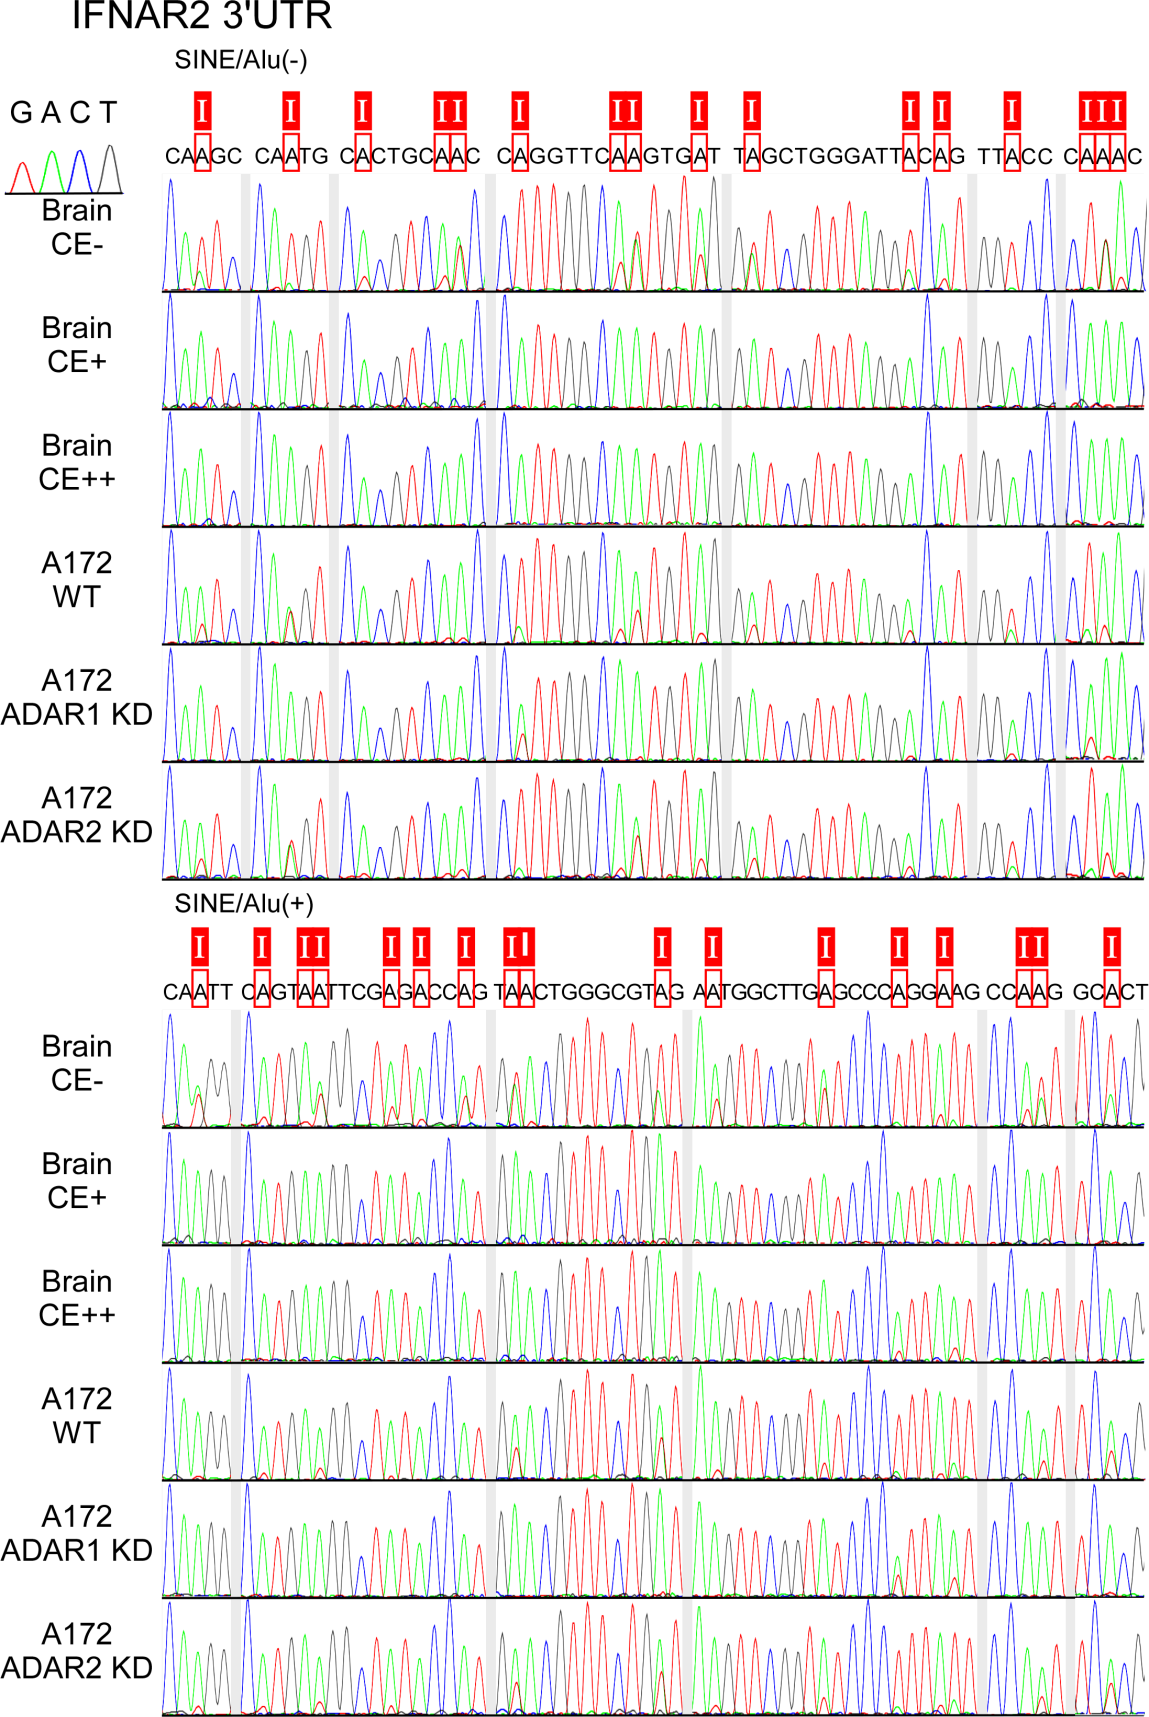 IFNAR2 3'UTR
SINE/Alu(-)
I I I I I I I I I I I I I I I I
G A C T
CAAGC CAATG CACTGCAAC CAGGTTCAAGTGAT TAGCTGGGATTACAG TTACC CAAAC
Brain
CE-
Brain
CE+
Brain
CE++
A172
WT
A172
ADAR1 KD
A172
ADAR2 KD
SINE/Alu(+)
I I I I I I I I I I I I I I I I I I
CAATT CAGTAATTCGAGACCAG TAACTGGGCGTAG AATGGCTTGAGCCCAGGAAG CCAAG GCACT
Brain
CE-
Brain
CE+
Brain
CE++
A172
WT
A172
ADAR1 KD
A172
ADAR2 KD